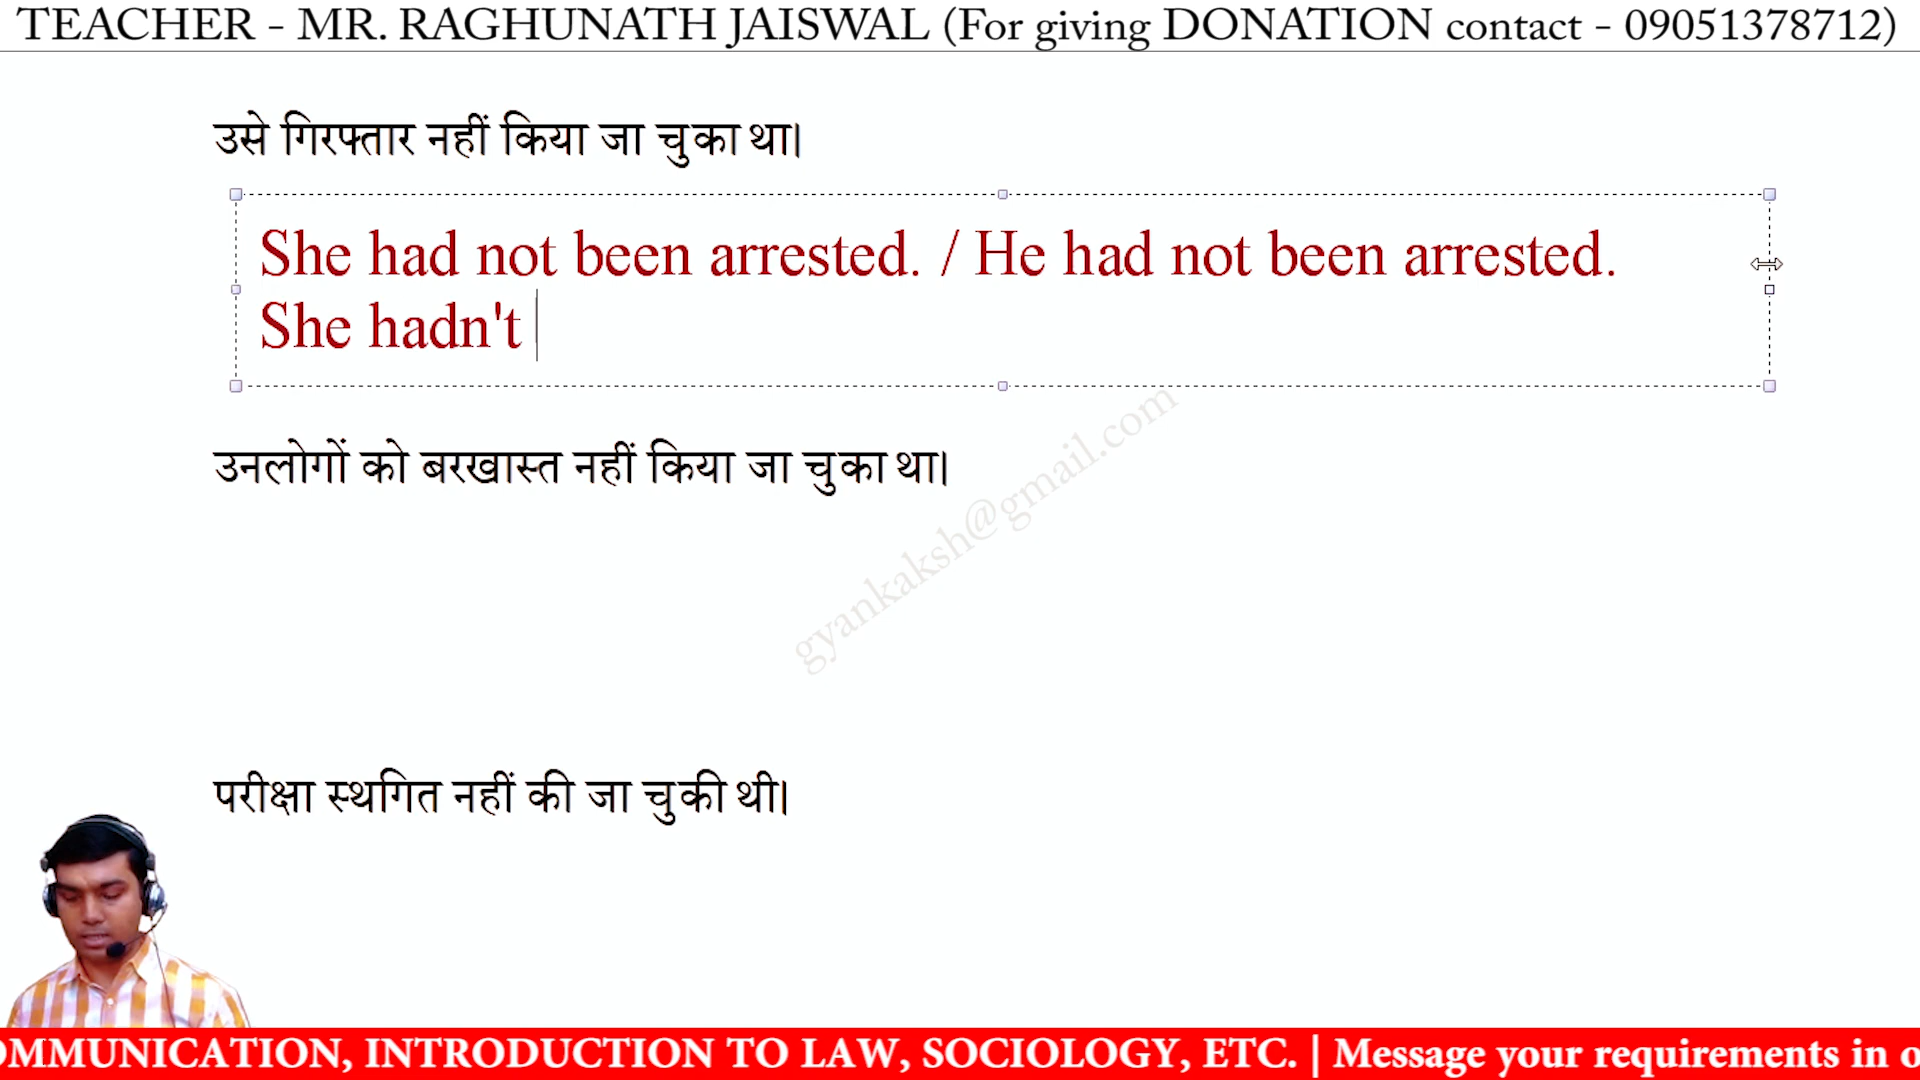 TEACHER - MR. RAGHUNATH JAISWAL (For giving DONATION contact - 09051378712)
उसे गिरफ्तार नहीं किया जा चुका था।
She had not been arrested. / He had not been arrested.
She hadn't
उनलोगों को बरखास्त नहीं किया जा चुका था।
gyankaksh@gmail.com
परीक्षा स्थगित नहीं की जा चुकी थी।
OMMUNICATION, INTRODUCTION TO LAW, SOCIOLOGY, ETC. | Message your requirements in o